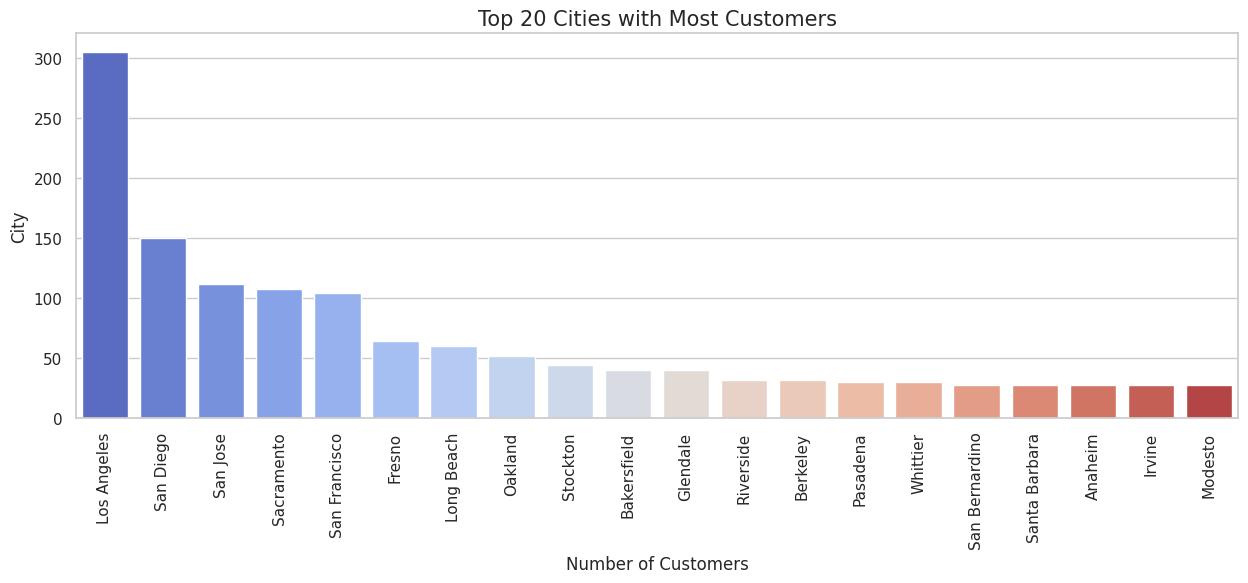 Top 20 Cities with Most Customers
City
300
250
200
150
100
50
0
Los Angeles
San Diego
San Jose
Sacramento
San Francisco
Fresno
Long Beach
Oakland
Stockton
Bakersfield
Glendale
Riverside
Berkeley
Pasadena
Whittier
San Bernardino
Santa Barbara
Anaheim
Irvine
Modesto
Number of Customers